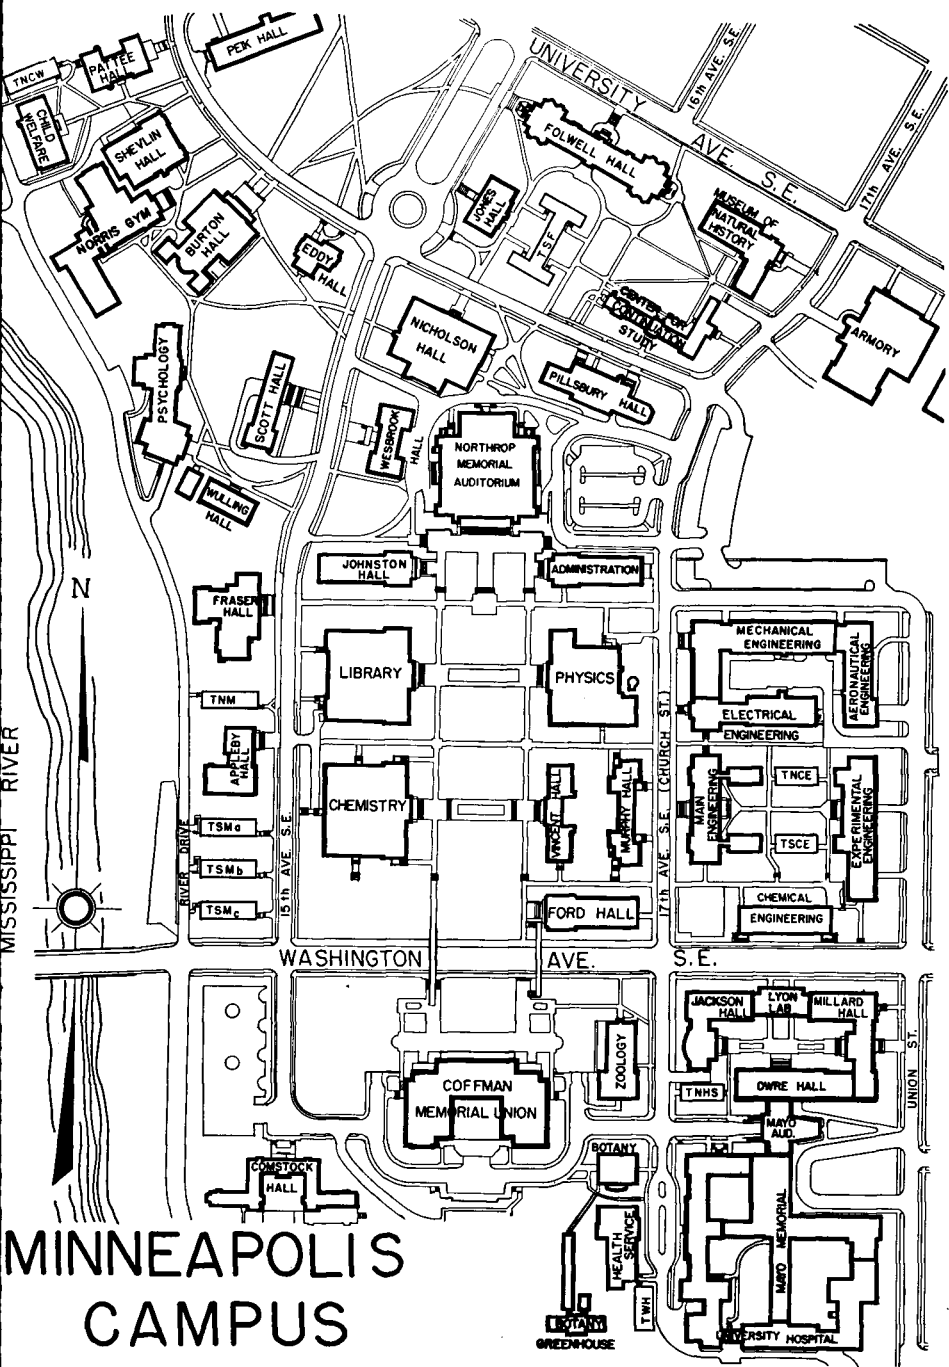 PEIK HALL
PATTEE
HALL
TNCW
CHILD
WELFARE
SHEVLIN
HALL
NORRIS GYM
BURTON
HALL
EDDY
HALL
UNIVERSITY AVE. S.E.
16th AVE. S.E.
17th AVE. S.E.
FOLWELL HALL
JONES
HALL
T.S.F.
MUSEUM OF
NATURAL
HISTORY
CENTER FOR
CONTINUATION
STUDY
ARMORY
NICHOLSON
HALL
PILLSBURY HALL
PSYCHOLOGY
SCOTT HALL
WESBROOK
HALL
NORTHROP
MEMORIAL
AUDITORIUM
WULLING
HALL
N
JOHNSTON
HALL
ADMINISTRATION
FRASER
HALL
LIBRARY
PHYSICS
MECHANICAL
ENGINEERING
AERONAUTICAL
ENGINEERING
TNM
ELECTRICAL
ENGINEERING
APPLEBY
HALL
CHEMISTRY
VINCENT HALL
MURPHY HALL
17th AVE. S.E. (CHURCH ST.)
MAIN
ENGINEERING
TNCE
TSCE
EXPERIMENTAL
ENGINEERING
MISSISSIPPI RIVER
RIVER DRIVE
TSMa
TSMb
TSMc
15th AVE. S.E.
FORD HALL
CHEMICAL
ENGINEERING
WASHINGTON AVE. S.E.
JACKSON
HALL
LYON
LAB
MILLARD
HALL
UNION ST.
ZOOLOGY
TNHS
OWRE HALL
COFFMAN
MEMORIAL UNION
MAYO
AUD.
BOTANY
COMSTOCK
HALL
HEALTH
SERVICE
MAYO MEMORIAL
TWH
BOTANY
GREENHOUSE
UNIVERSITY HOSPITAL
MINNEAPOLIS
CAMPUS